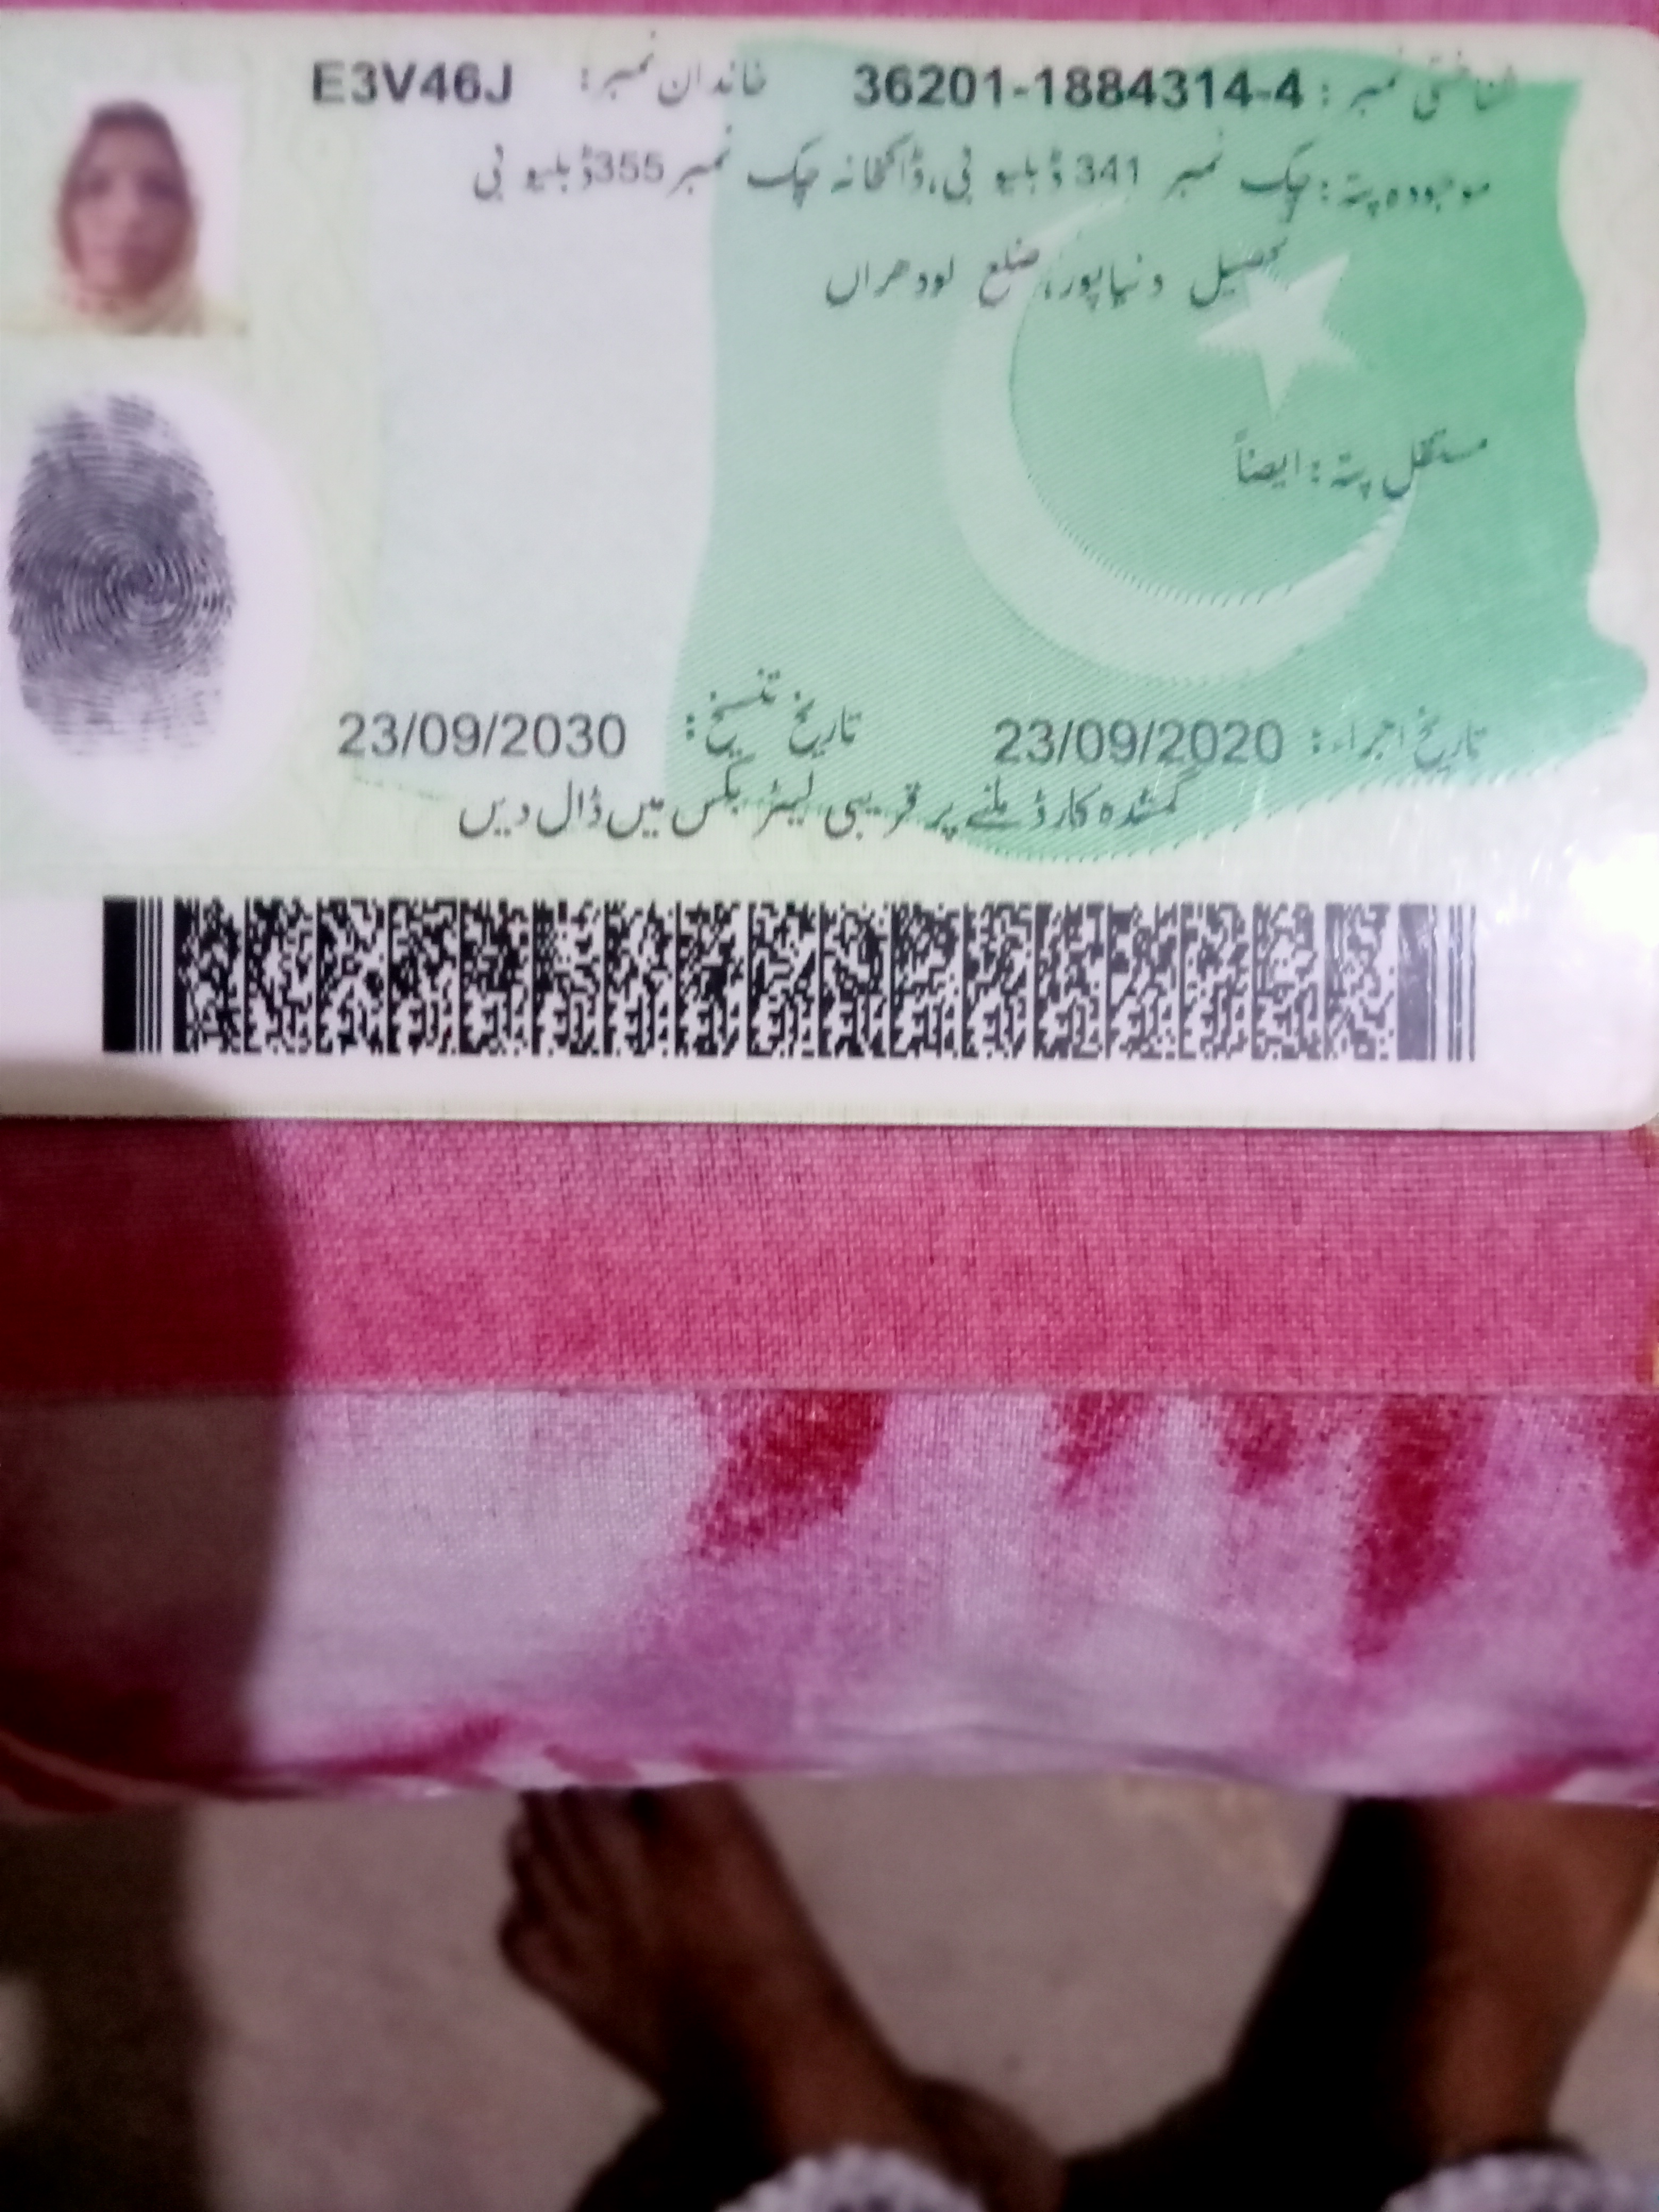 شناختی نمبر: 36201-1884314-4 خاندان نمبر: E3V46J
موجودہ پتہ: چک نمبر 341 ڈبلیو بی، ڈاکخانہ چک نمبر 355 ڈبلیو بی
تحصیل دنیاپور، ضلع لودھراں
مستقل پتہ: ایضاً
تاریخ اجراء: 23/09/2020 تاریخ تنسیخ: 23/09/2030
گمشدہ کارڈ ملنے پر قریبی لیٹر بکس میں ڈال دیں